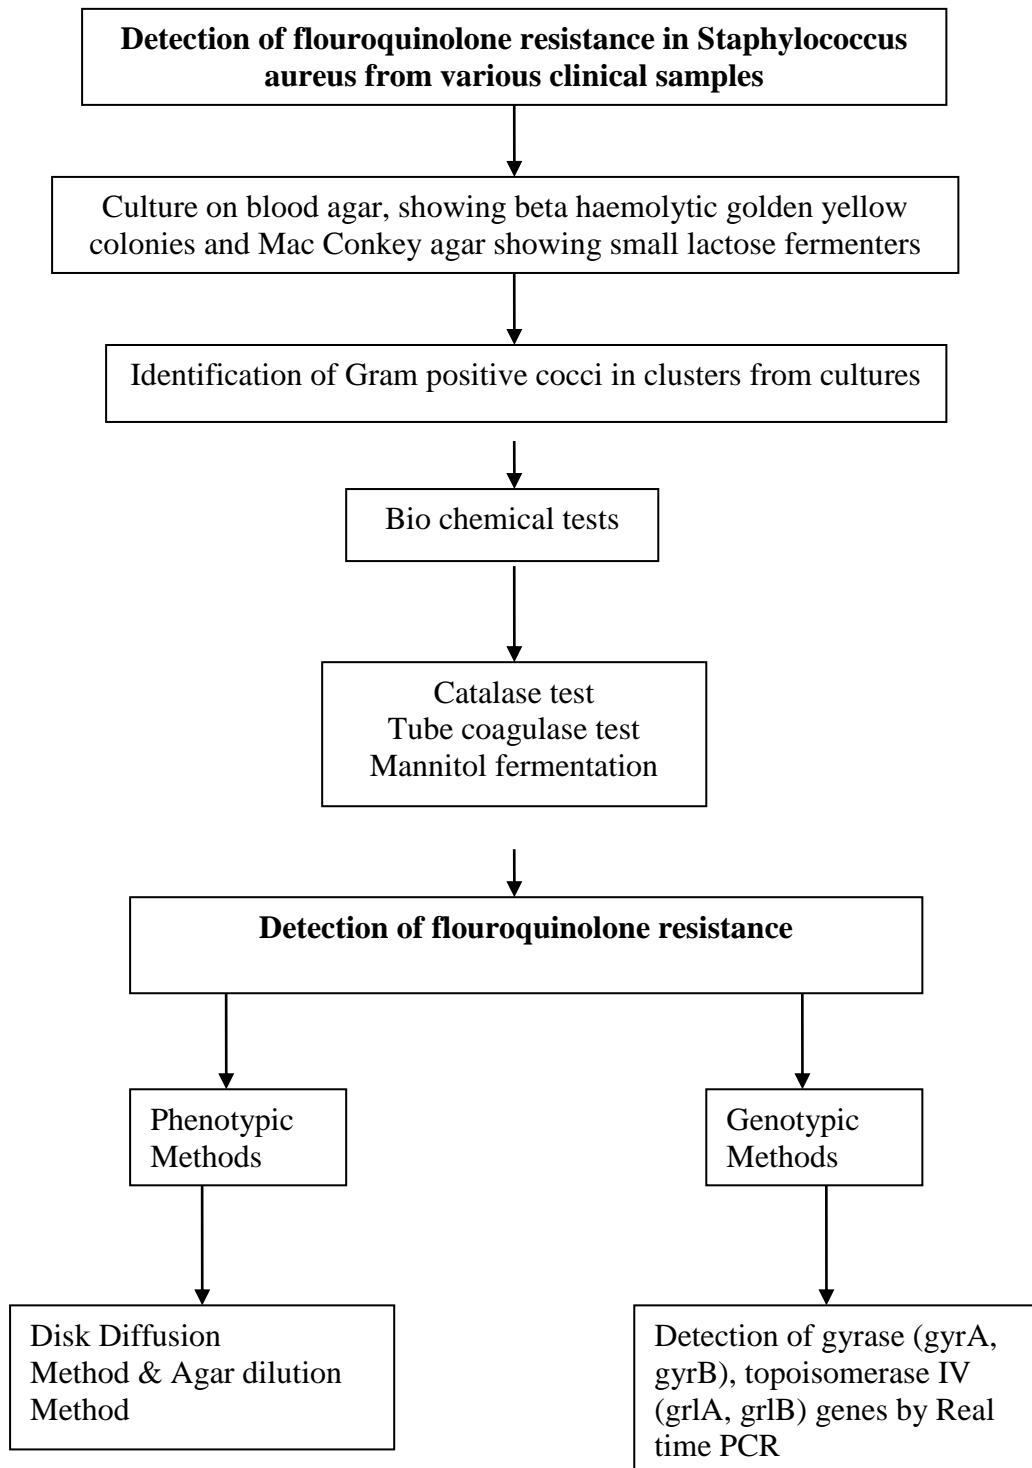 Detection of flouroquinolone resistance in Staphylococcus
aureus from various clinical samples
Culture on blood agar, showing beta haemolytic golden yellow
colonies and Mac Conkey agar showing small lactose fermenters
Identification of Gram positive cocci in clusters from cultures
Bio chemical tests
Catalase test
Tube coagulase test
Mannitol fermentation
Detection of flouroquinolone resistance
Phenotypic
Methods
Genotypic
Methods
Disk Diffusion
Method & Agar dilution
Method
Detection of gyrase (gyrA,
gyrB), topoisomerase IV
(grlA, grlB) genes by Real
time PCR